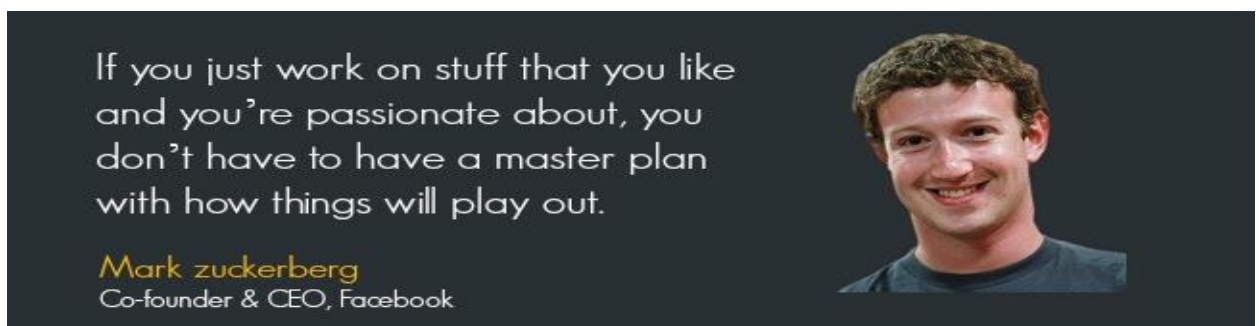 If you just work on stuff that you like
and you’re passionate about, you
don’t have to have a master plan
with how things will play out.
Mark zuckerberg
Co-founder & CEO, Facebook